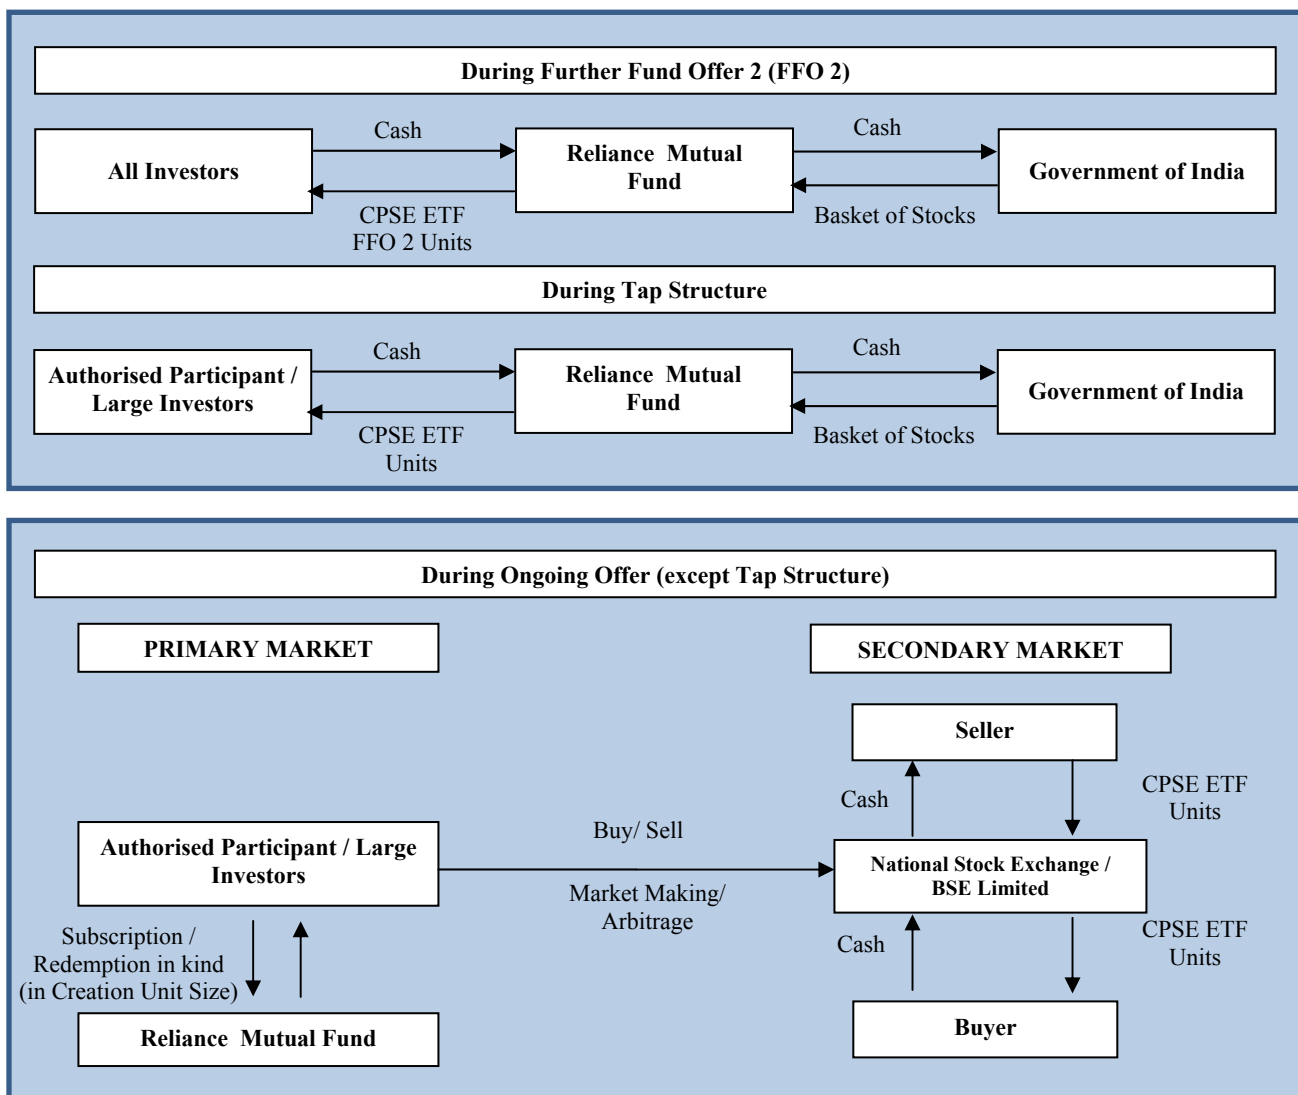 During Further Fund Offer 2 (FFO 2)
All Investors
Cash
CPSE ETF
FFO 2 Units
Reliance Mutual
Fund
Cash
Basket of Stocks
Government of India
During Tap Structure
Authorised Participant /
Large Investors
Cash
CPSE ETF
Units
Reliance Mutual
Fund
Cash
Basket of Stocks
Government of India
During Ongoing Offer (except Tap Structure)
PRIMARY MARKET
Authorised Participant / Large
Investors
Subscription /
Redemption in kind
(in Creation Unit Size)
Reliance Mutual Fund
Buy/ Sell
Market Making/
Arbitrage
SECONDARY MARKET
Seller
Cash
CPSE ETF
Units
National Stock Exchange /
BSE Limited
Cash
CPSE ETF
Units
Buyer